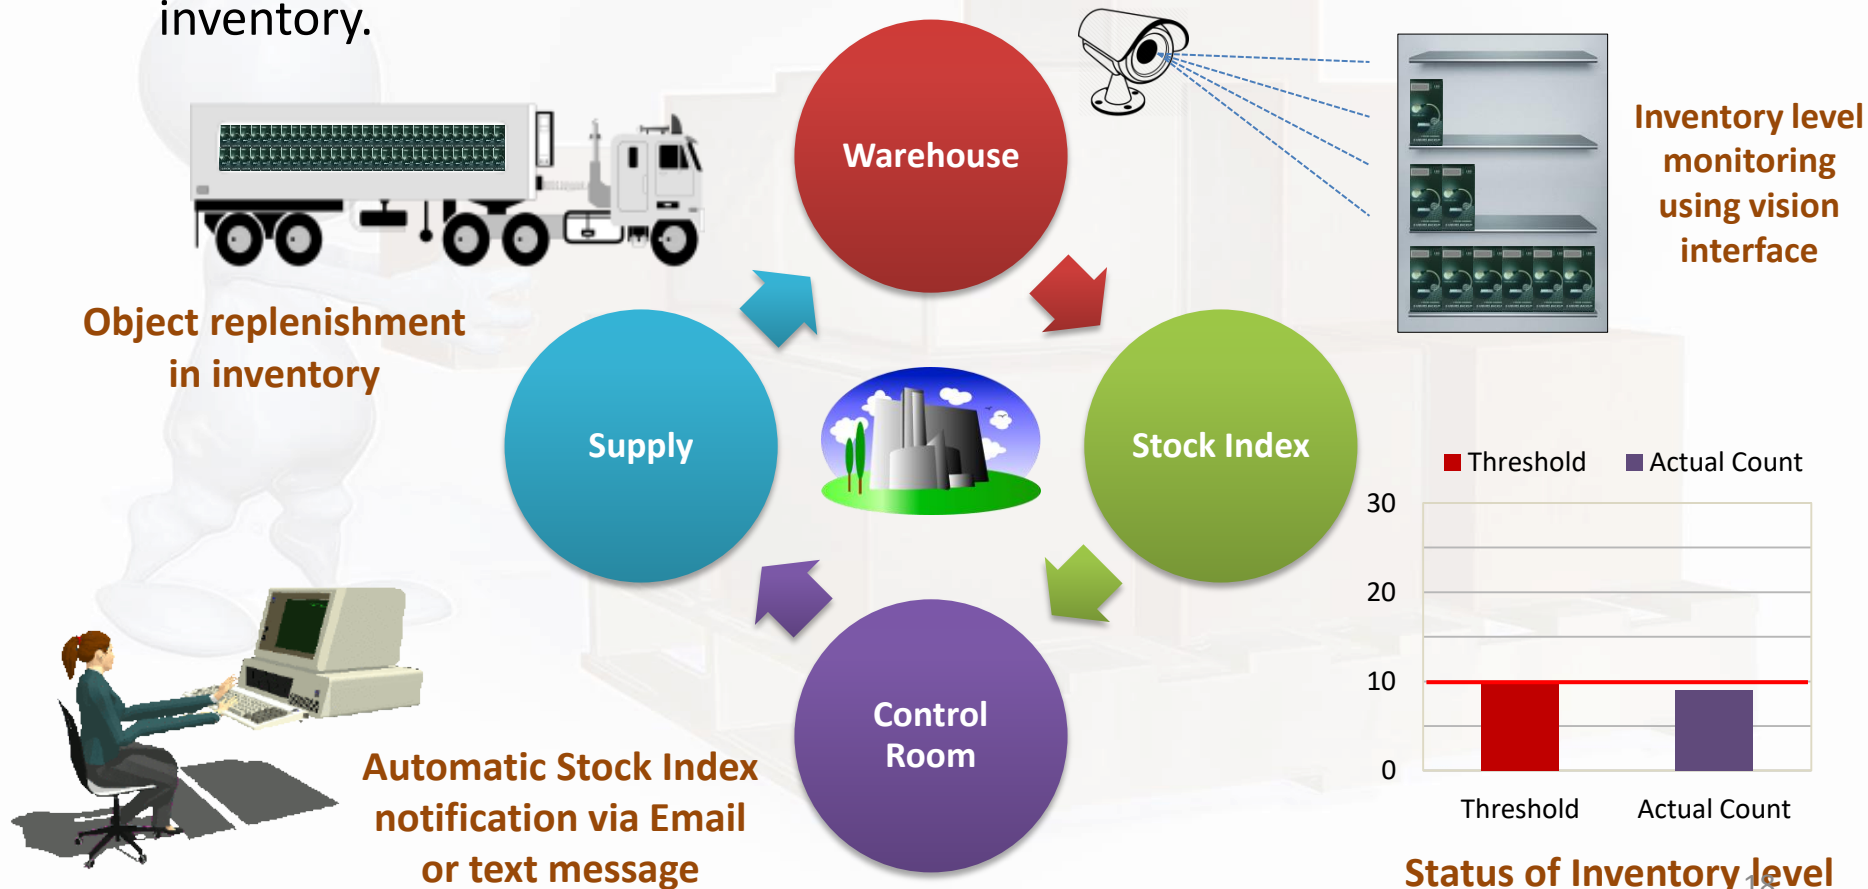 inventory.
Warehouse
Inventory level
monitoring
using vision
interface
Object replenishment
in inventory
Supply
Stock Index
Threshold
Actual Count
30
20
10
0
Threshold
Actual Count
Status of Inventory level
Control
Room
Automatic Stock Index
notification via Email
or text message
18